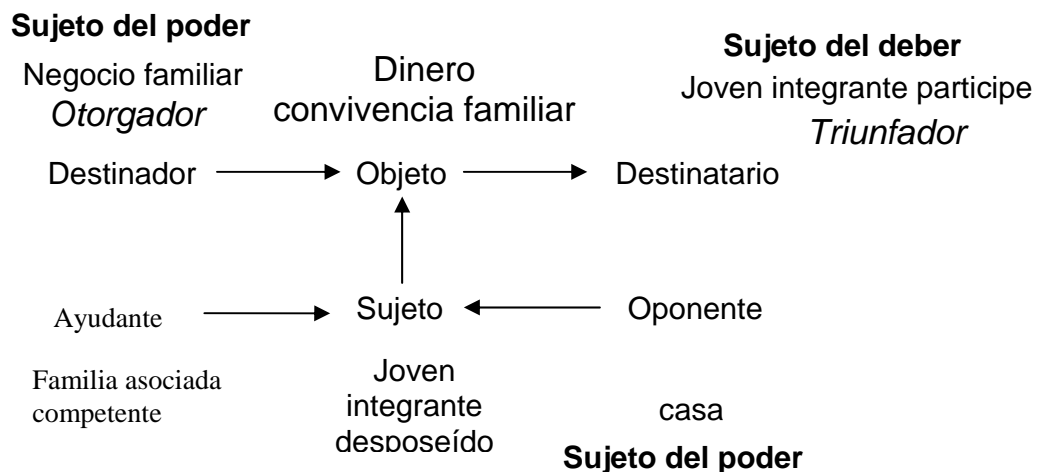 Sujeto del poder
Negocio familiar
Otorgador
Dinero
convivencia familiar
Sujeto del deber
Joven integrante participe
Triunfador
Destinador
Objeto
Destinatario
Ayudante
Sujeto
Oponente
Familia asociada
competente
Joven
integrante
desposeído
casa
Sujeto del poder